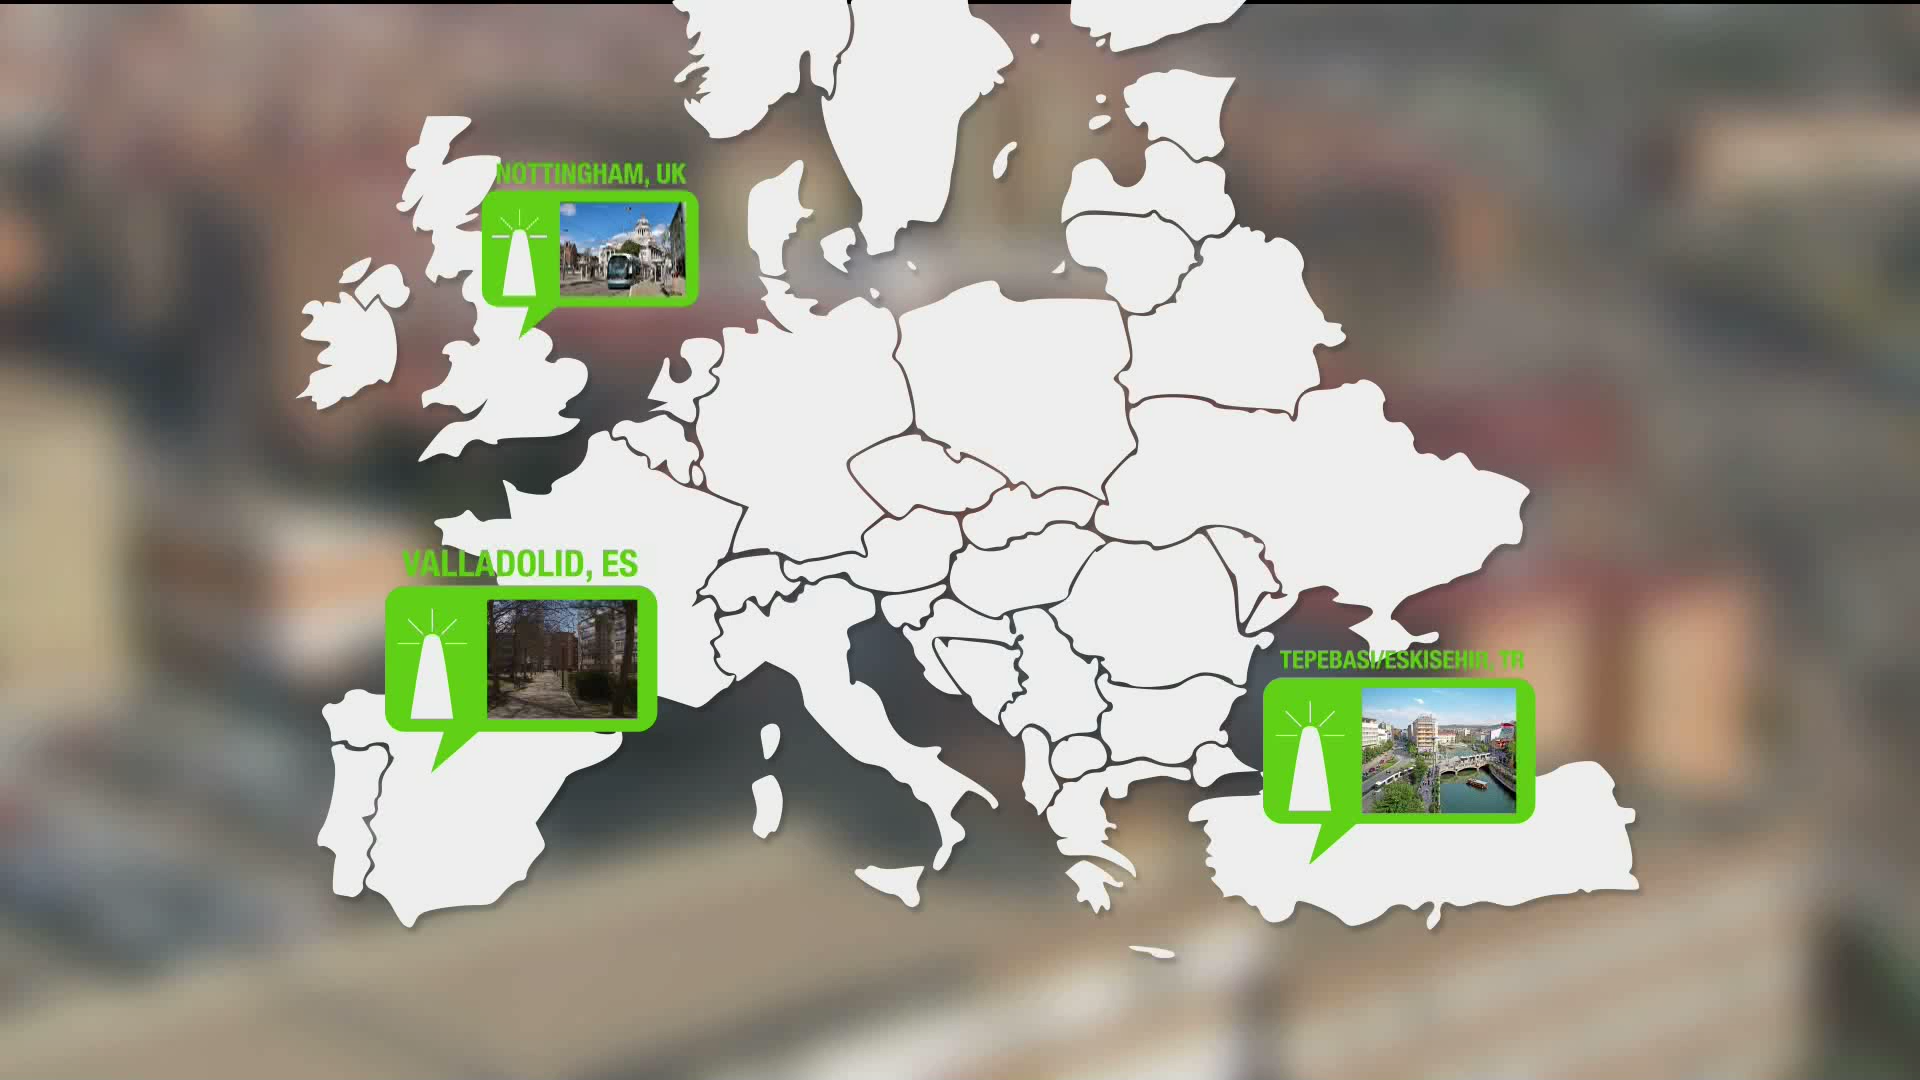 NOTTINGHAM, UK
VALLADOLID, ES
TEPEBASI/ESKISEHIR, TR